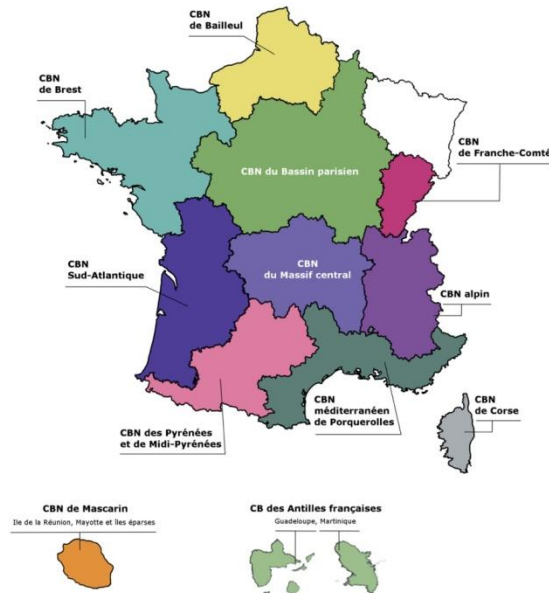 CBN
de Bailleul
CBN
de Brest
CBN
de Franche-Comté
CBN du Bassin parisien
CBN
Sud-Atlantique
CBN
du Massif central
CBN alpin
CBN
méditerranéen
de Porquerolles
CBN
de Corse
CBN des Pyrénées
et de Midi-Pyrénées
CBN de Mascarin
Ile de la Réunion, Mayotte et îles éparses
CB des Antilles françaises
Guadeloupe, Martinique